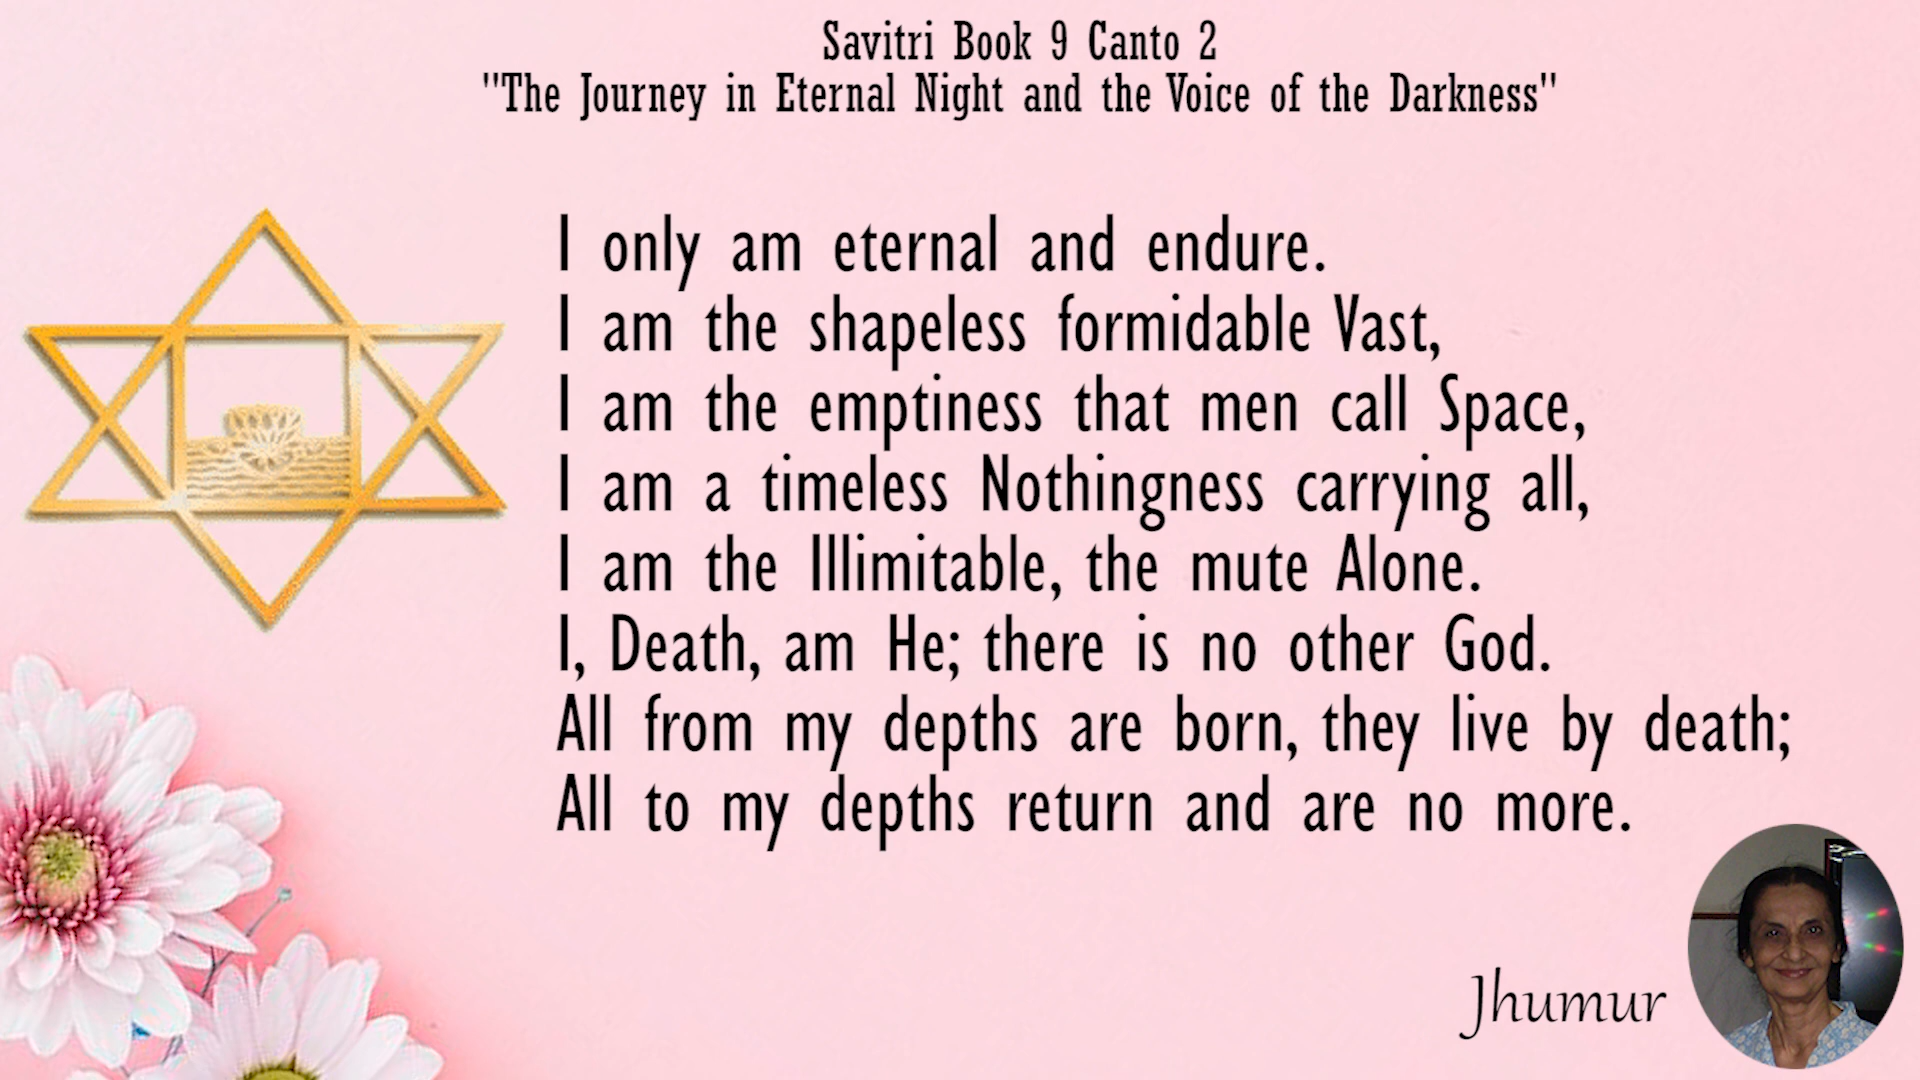 Savitri Book 9 Canto 2
"The Journey in Eternal Night and the Voice of the Darkness"
I only am eternal and endure.
I am the shapeless formidable Vast,
I am the emptiness that men call Space,
I am a timeless Nothingness carrying all,
I am the Illimitable, the mute Alone.
I, Death, am He; there is no other God.
All from my depths are born, they live by death;
All to my depths return and are no more.
Jhumur